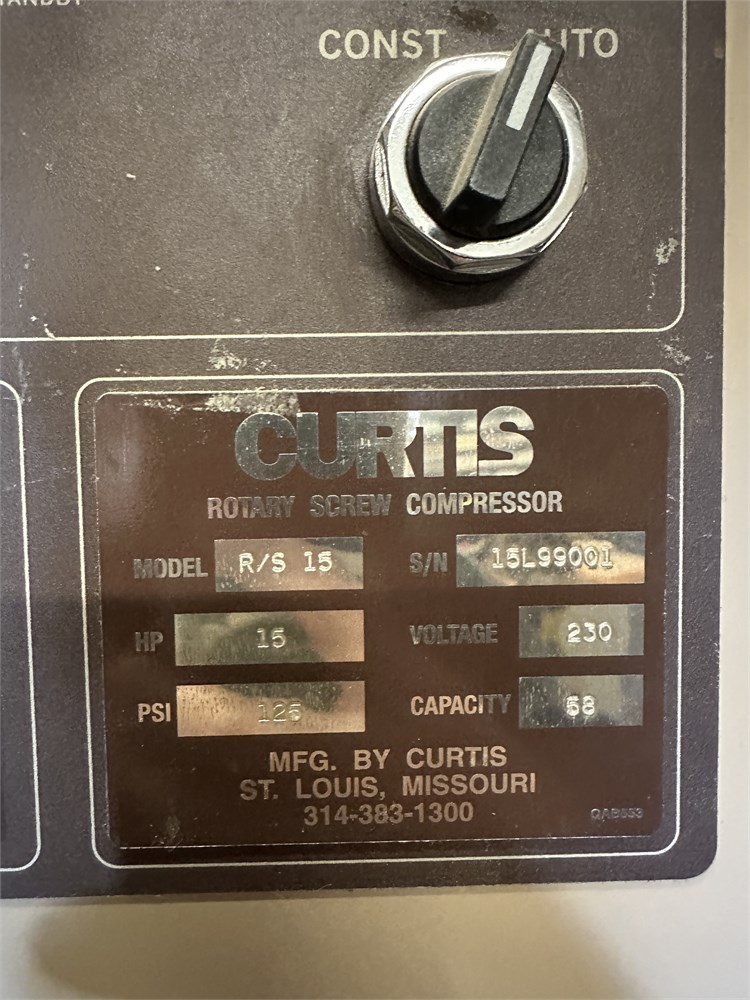 CONST AUTO
CURTIS
ROTARY SCREW COMPRESSOR
MODEL R/S 15 S/N 15L99001
HP 15 VOLTAGE 230
PSI 125 CAPACITY 58
MFG. BY CURTIS
ST. LOUIS, MISSOURI
314-383-1300